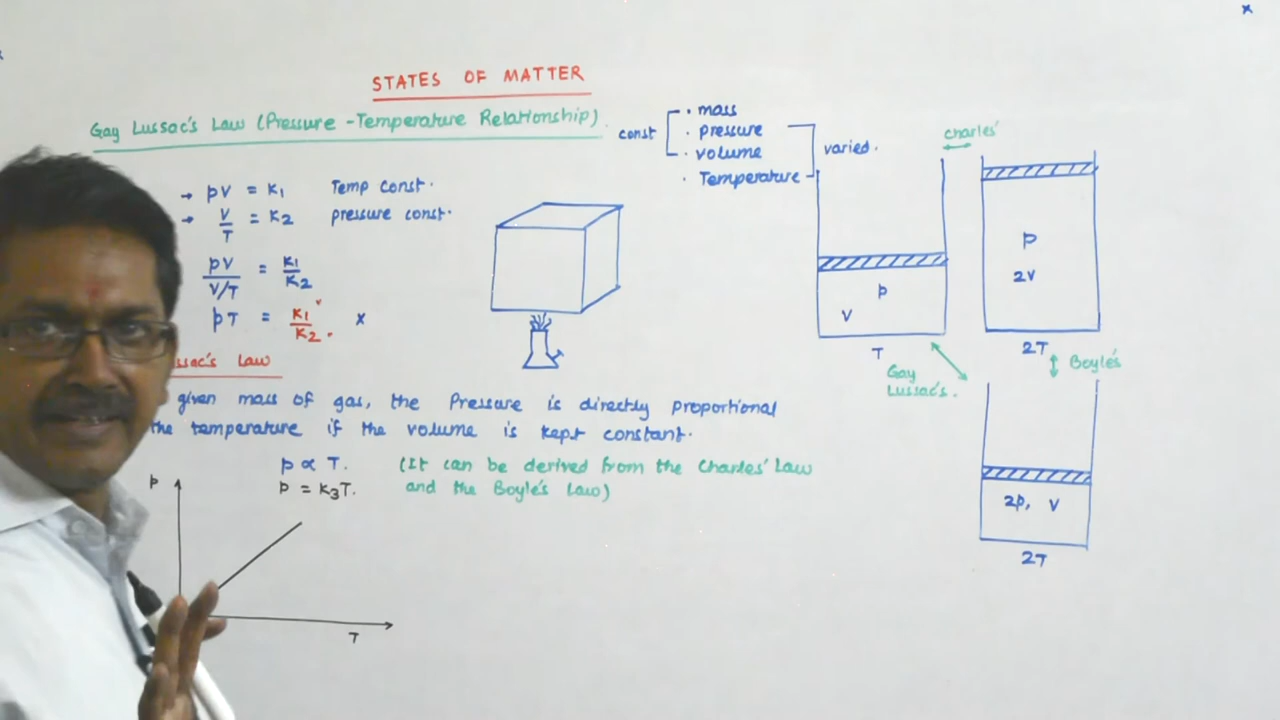 STATES OF MATTER
Gay Lussac's Law (Pressure - Temperature Relationship)
const
• mass
• pressure
• volume
• Temperature
varied.
→ pV = K1 Temp const.
→ V/T = K2 pressure const.
pV / V/T = K1/K2
pT = K1/K2. x
ssac's Law
given mass of gas, the Pressure is directly proportional
the temperature if the volume is kept constant.
p ∝ T. (It can be derived from the Charles' Law
p = K3T. and the Boyle's Law)
p
T
charles'
p
V
T
p
2V
2T
Gay
Lussac's.
Boyle's
2p, V
2T
x